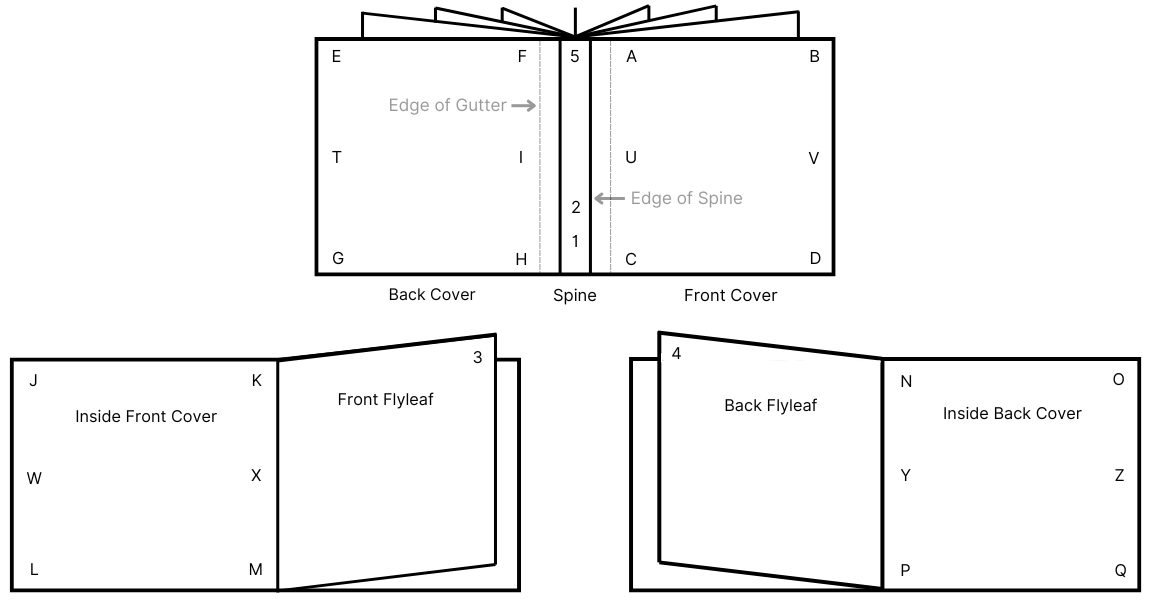 E F 5 A B
Edge of Gutter
T I U V
2 Edge of Spine
1
G H C D
Back Cover Spine Front Cover
3 4
J K N O
Front Flyleaf Back Flyleaf
Inside Front Cover Inside Back Cover
W X Y Z
L M P Q